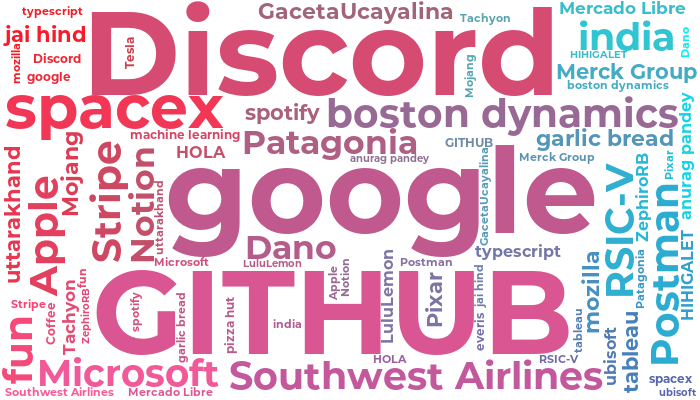 typescript
GacetaUcayalina
Mercado Libre
Discord
Tachyon
jai hind
india
Dano
mozilla
Discord
Tesla
HIHIGALET
google
Mojang
Merck Group
boston dynamics
spacex
spotify
boston dynamics
machine learning
Patagonia
GITHUB
garlic bread
HOLA
anurag pandey
Merck Group
anurag pandey
uttarakhand
Apple
Mojang
Stripe
Notion
uttarakhand
google
GacetaUcayalina
RSIC-V
ZephiroRB
Pixar
Postman
Dano
typescript
Microsoft
LuluLemon
Apple
Notion
LuluLemon
Postman
Pixar
everis
jai hind
mozilla
Patagonia
HIHIGALET
fun
Stripe
Coffee
Tachyon
ZephiroRB
fun
GITHUB
spotify
garlic bread
pizza hut
india
tableau
ubisoft
tableau
HOLA
RSIC-V
Microsoft
Southwest Airlines
spacex
Southwest Airlines
Mercado Libre
ubisoft